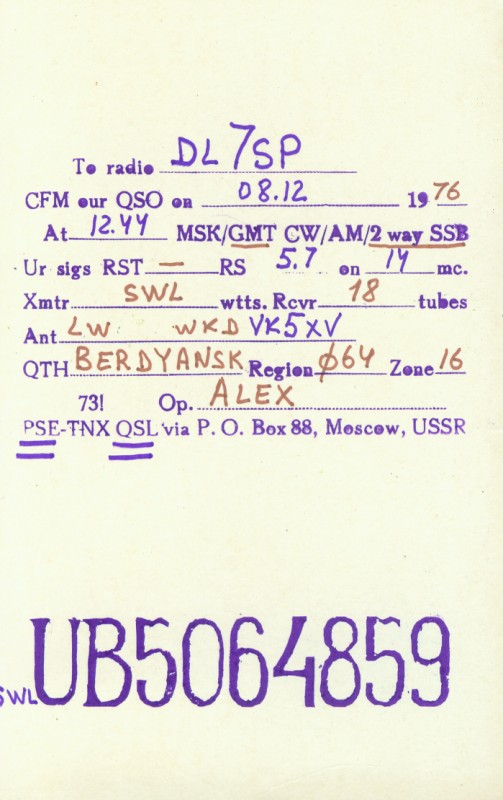 To radio DL7SP
CFM our QSO on 08.12 1976
At 12.44 MSK/GMT CW/AM/2 way SSB
Ur sigs RST — RS 5.7 on 14 mc.
Xmtr SWL wtts. Rcvr 18 tubes
Ant LW WKD VK5XV
QTH BERDYANSK Region Ø64 Zone 16
73! Op. ALEX
PSE-TNX QSL via P. O. Box 88, Moscow, USSR
SWL UB5064859